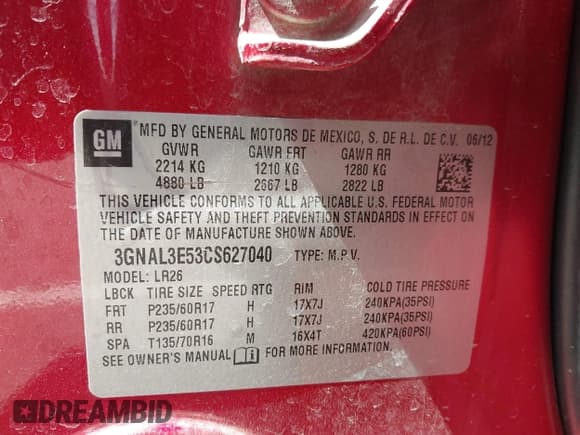 GM MFD BY GENERAL MOTORS DE MEXICO, S. DE R.L. DE C.V. 06/12
GVWR GAWR FRT GAWR RR
2214 KG 1210 KG 1280 KG
4880 LB 2667 LB 2822 LB
THIS VEHICLE CONFORMS TO ALL APPLICABLE U.S. FEDERAL MOTOR
VEHICLE SAFETY AND THEFT PREVENTION STANDARDS IN EFFECT ON
THE DATE OF MANUFACTURE SHOWN ABOVE.
3GNAL3E53CS627040 TYPE: M.P.V.
MODEL: LR26
LBCK TIRE SIZE SPEED RTG RIM COLD TIRE PRESSURE
FRT P235/60R17 H 17X7J 240KPA(35PSI)
RR P235/60R17 H 17X7J 240KPA(35PSI)
SPA T135/70R16 M 16X4T 420KPA(60PSI)
SEE OWNER'S MANUAL FOR MORE INFORMATION.
DREAMBID